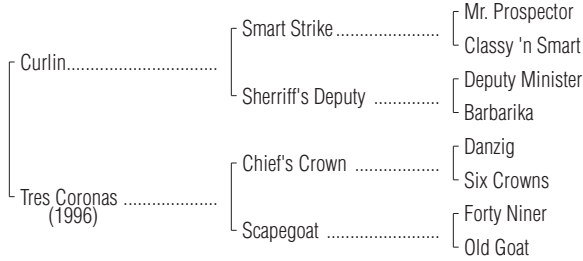 Mr. Prospector
Smart Strike ......................
Classy 'n Smart
Curlin................................
Deputy Minister
Sherriff's Deputy ..............
Barbarika
Danzig
Chief's Crown ..................
Six Crowns
Tres Coronas ....................
(1996)
Forty Niner
Scapegoat ........................
Old Goat